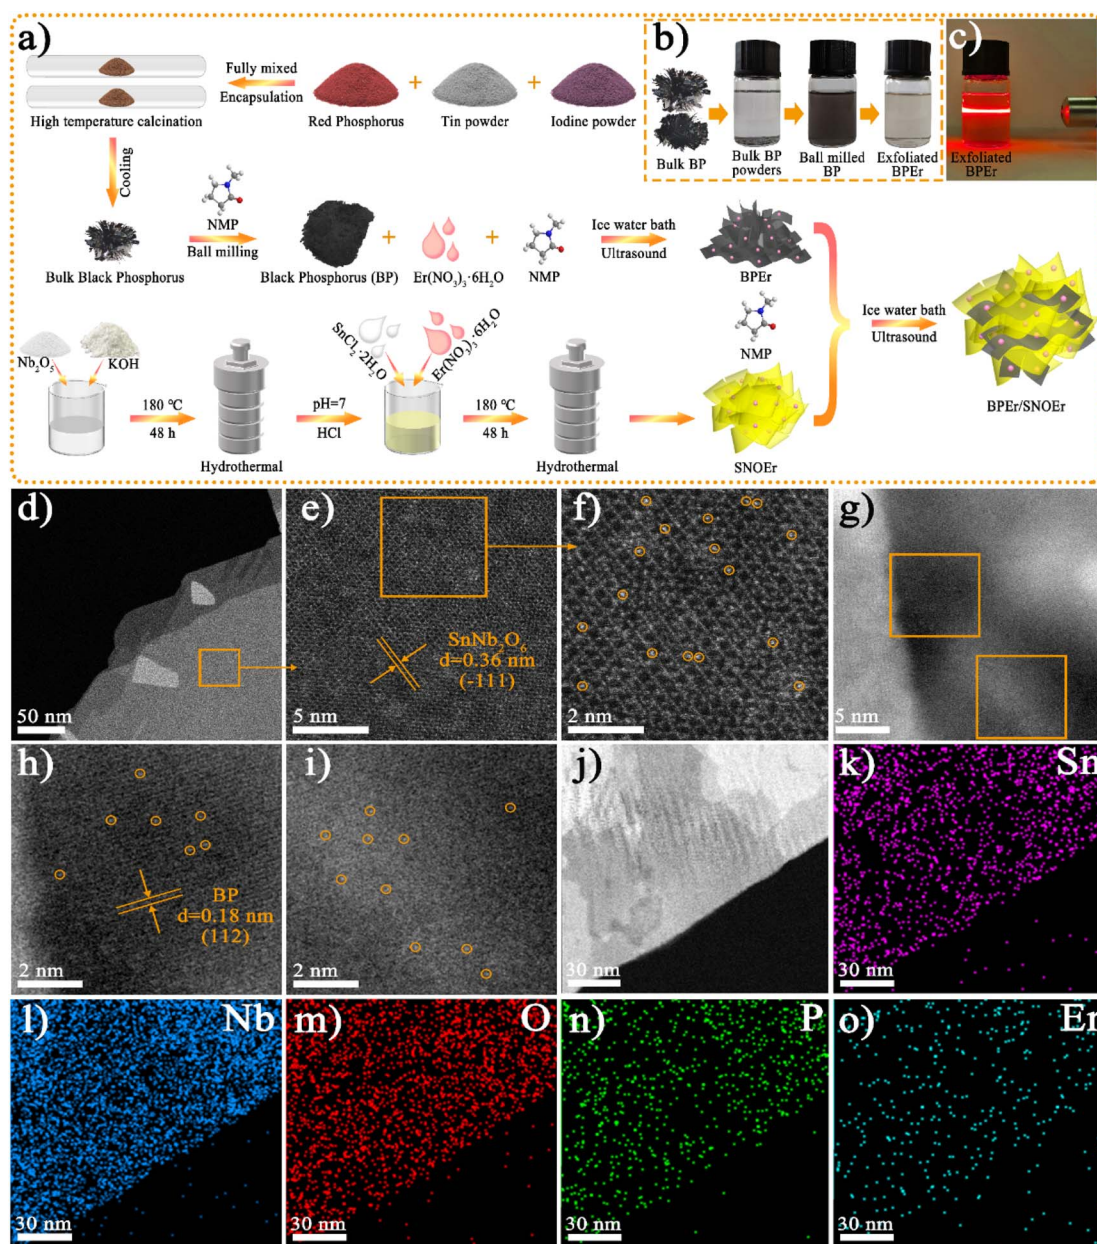 a)
Fully mixed
Encapsulation
High temperature calcination
Red Phosphorus
+
Tin powder
+
Iodine powder
b)
Bulk BP
Bulk BP
powders
Ball milled
BP
Exfoliated
BPEr
c)
Exfoliated
BPEr
Cooling
Bulk Black Phosphorus
NMP
Ball milling
Black Phosphorus (BP)
+
Er(NO₃)₃·6H₂O
+
NMP
Ice water bath
Ultrasound
BPEr
NMP
Ice water bath
Ultrasound
BPEr/SNOEr
Nb₂O₅
KOH
180 ℃
48 h
Hydrothermal
pH=7
HCl
SnCl₂·2H₂O
Er(NO₃)₃·6H₂O
180 ℃
48 h
Hydrothermal
SNOEr
d)
50 nm
e)
SnNb₂O₆
d=0.36 nm
(-111)
5 nm
f)
2 nm
g)
5 nm
h)
BP
d=0.18 nm
(112)
2 nm
i)
2 nm
j)
30 nm
k)
Sn
30 nm
l)
Nb
30 nm
m)
O
30 nm
n)
P
30 nm
o)
Er
30 nm